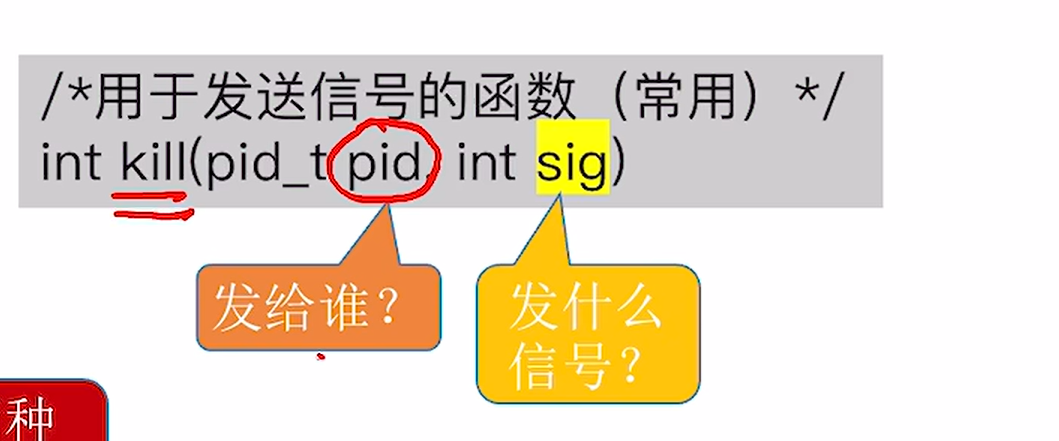 /*用于发送信号的函数（常用）*/
int kill(pid_t pid, int sig)
发给谁？
发什么
信号？
种